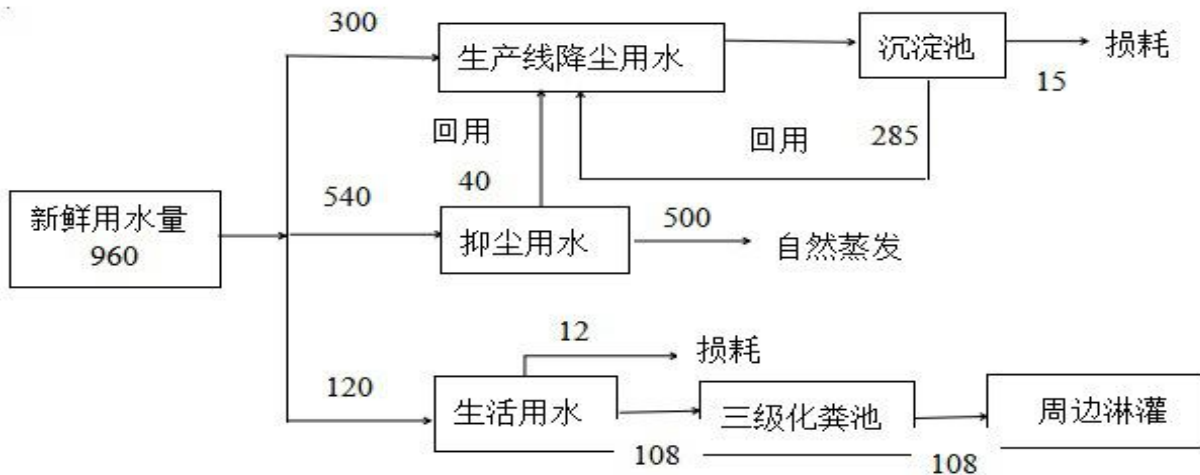 300
生产线降尘用水
沉淀池
损耗
15
回用
回用
285
新鲜用水量
960
540
40
抑尘用水
500
自然蒸发
12
损耗
120
生活用水
108
三级化粪池
108
周边淋灌